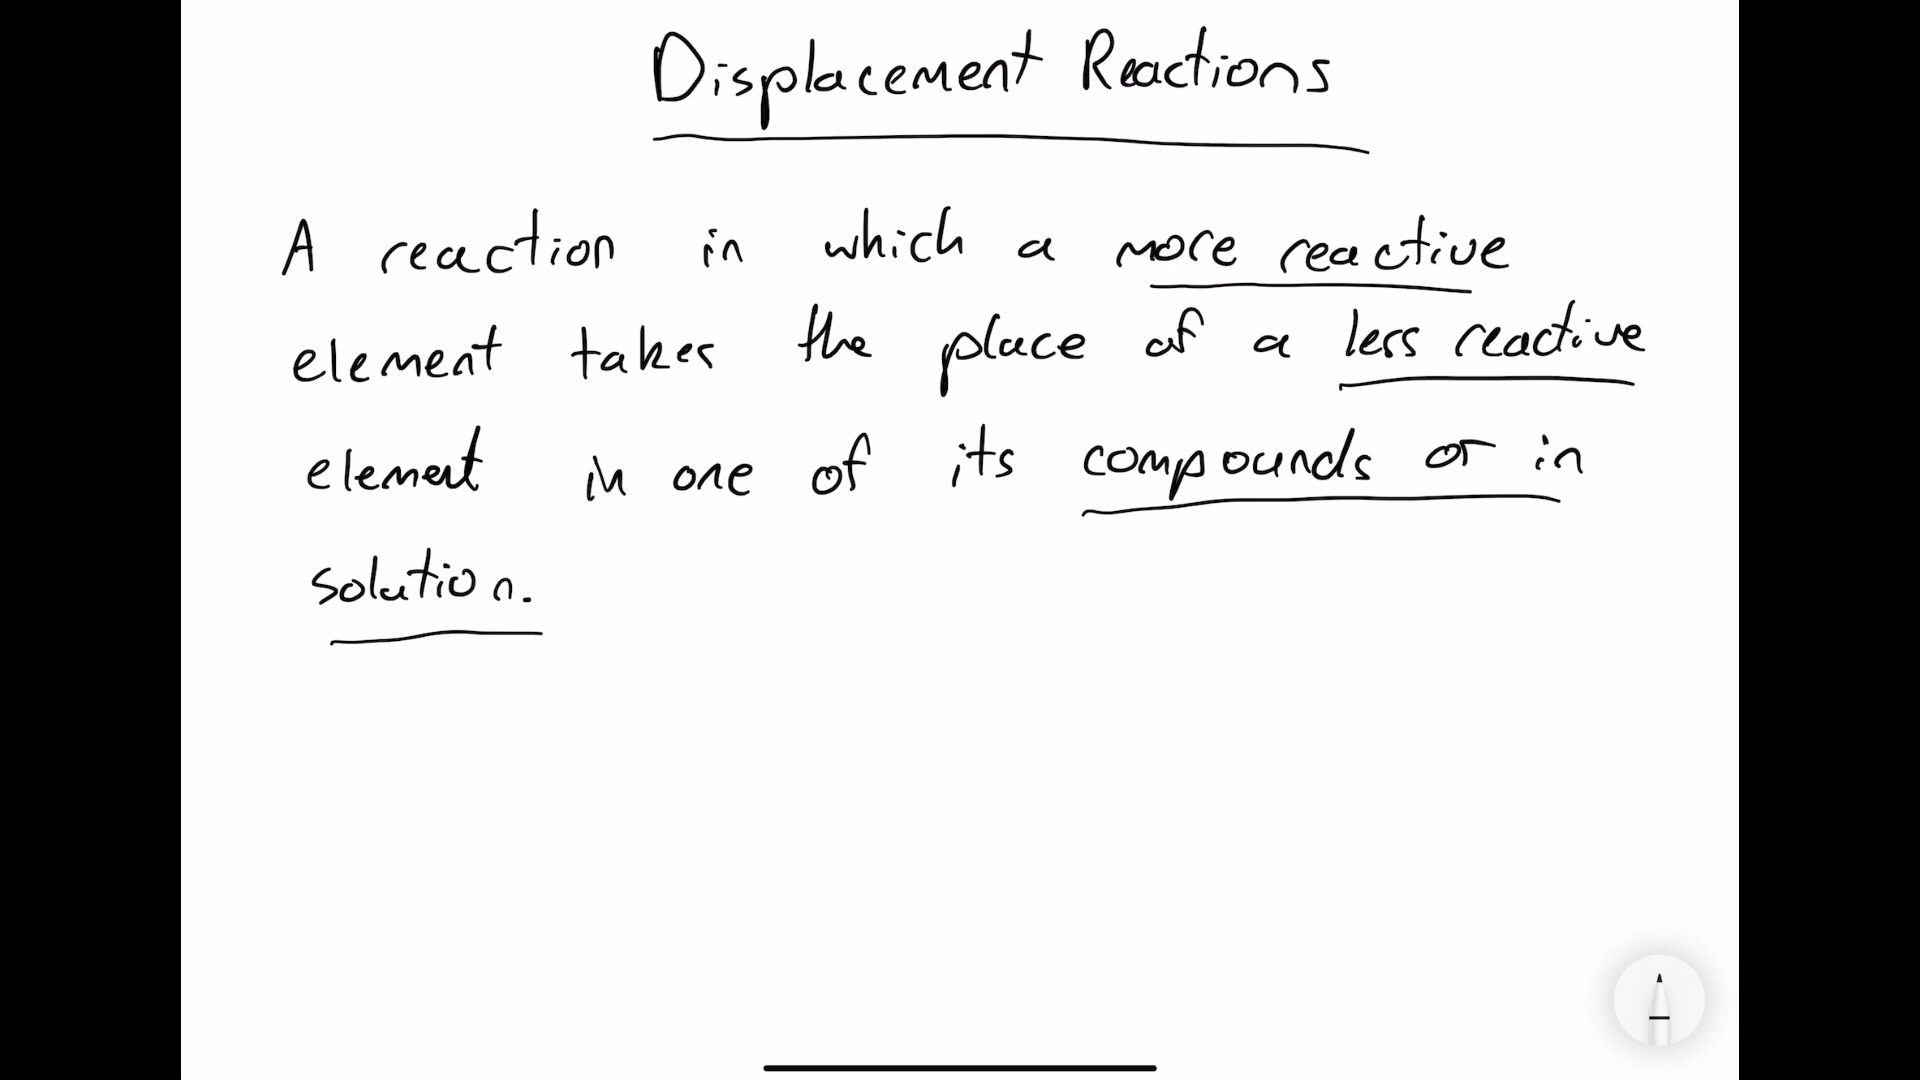 Displacement Reactions
A reaction in which a more reactive
element takes the place of a less reactive
element in one of its compounds or in
solution.